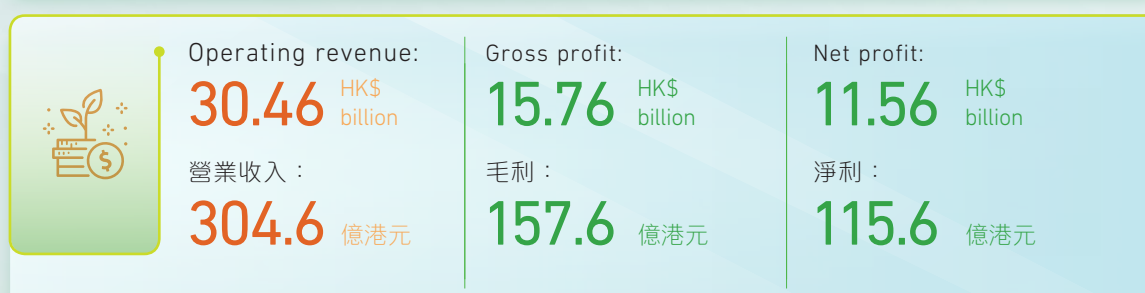 Operating revenue:
30.46 HK$ billion
營業收入：
304.6 億港元
Gross profit:
15.76 HK$ billion
毛利：
157.6 億港元
Net profit:
11.56 HK$ billion
淨利：
115.6 億港元